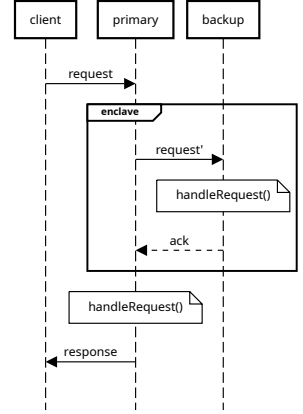 client
primary
backup
request
enclave
request'
handleRequest()
ack
handleRequest()
response